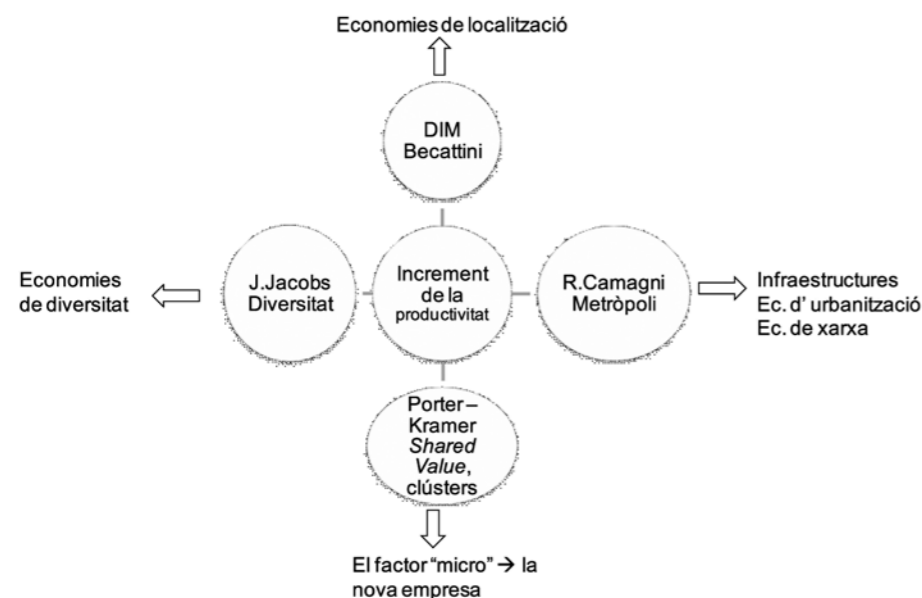 Economies de localització
DIM
Becattini
Economies
de diversitat
J.Jacobs
Diversitat
Increment
de la
productivitat
R.Camagni
Metròpoli
Infraestructures
Ec. d’ urbanització
Ec. de xarxa
Porter–
Kramer
Shared
Value,
clústers
El factor “micro” → la
nova empresa